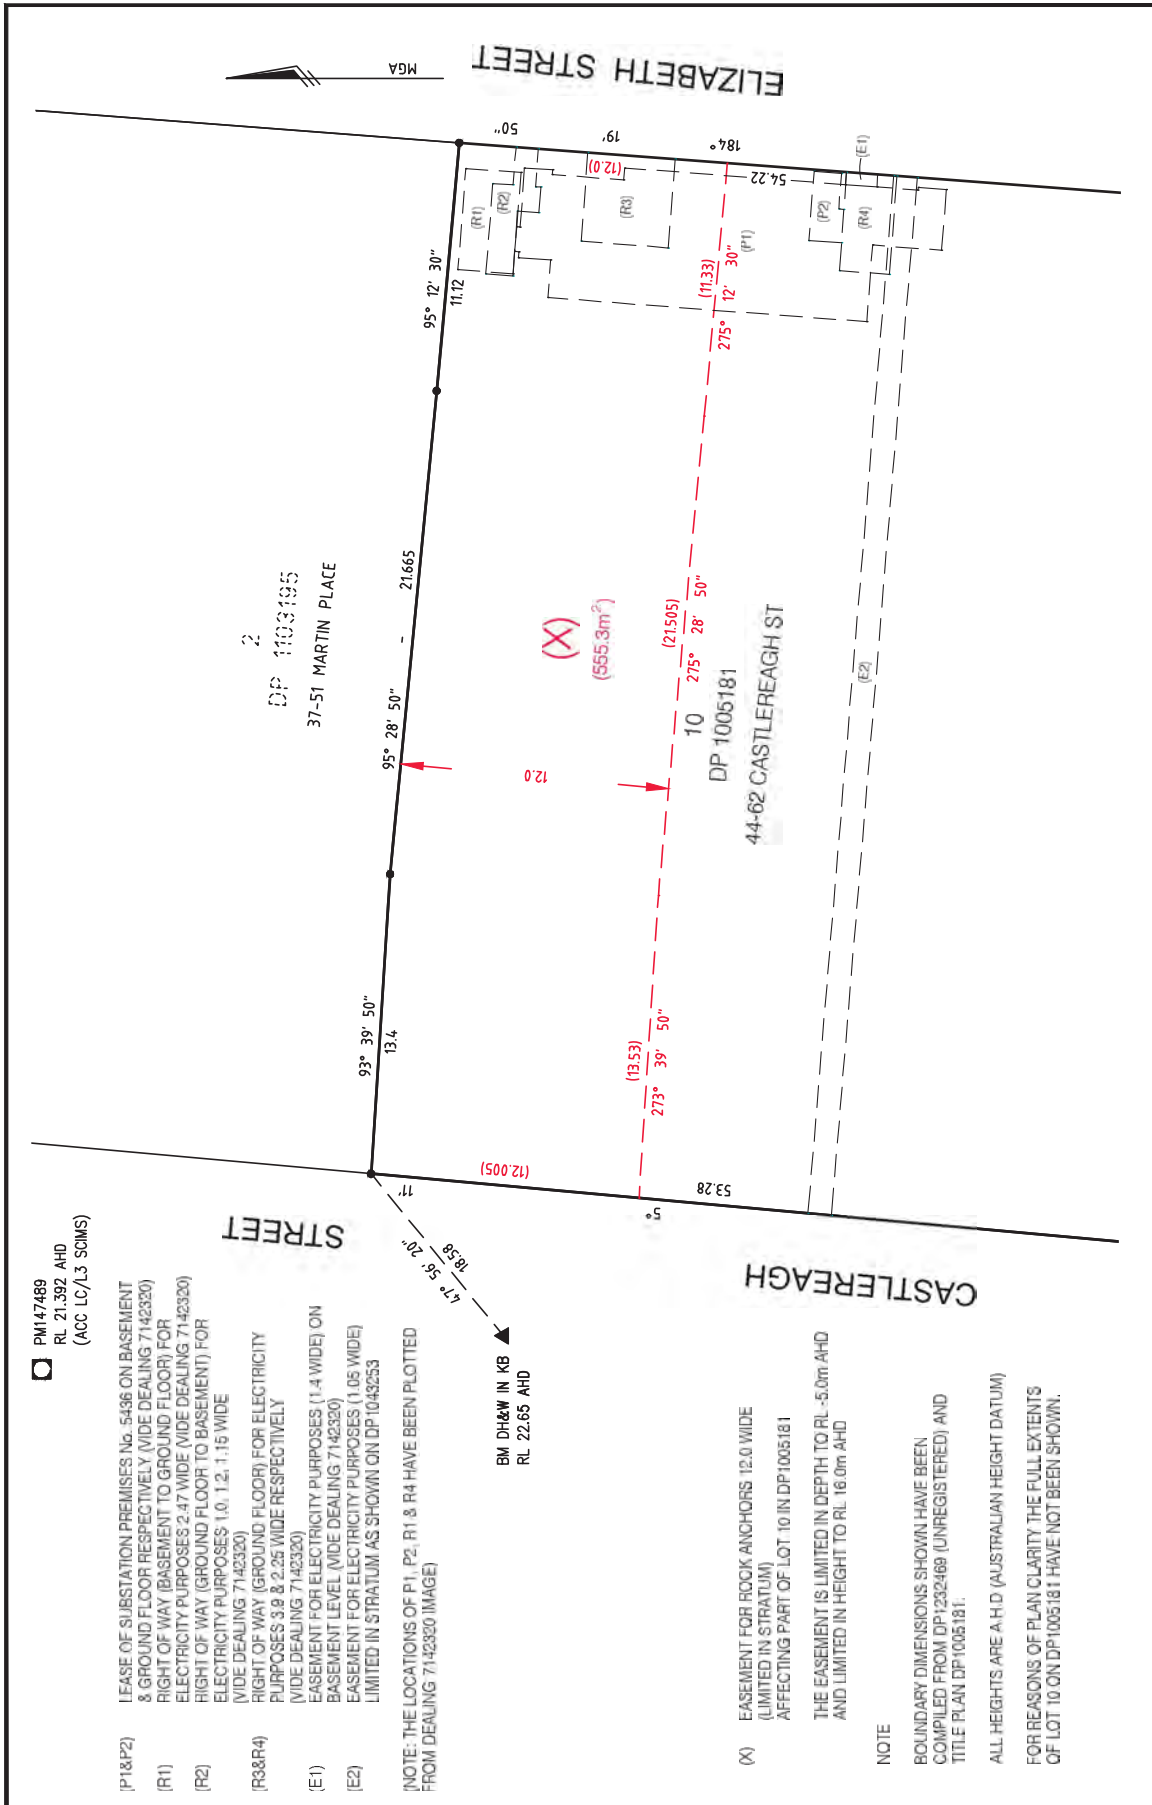 PM147489
RL 21.392 AHD
(ACC LC/L3 SCIMS)
(P1&P2) LEASE OF SUBSTATION PREMISES No. 5436 ON BASEMENT
& GROUND FLOOR RESPECTIVELY (VIDE DEALING 7142320)
(R1) RIGHT OF WAY (BASEMENT TO GROUND FLOOR) FOR
ELECTRICITY PURPOSES 2.47 WIDE (VIDE DEALING 7142320)
(R2) RIGHT OF WAY (GROUND FLOOR TO BASEMENT) FOR
ELECTRICITY PURPOSES 1.0, 1.2, 1.15 WIDE
(VIDE DEALING 7142320)
(R3&R4) RIGHT OF WAY (GROUND FLOOR) FOR ELECTRICITY
PURPOSES 3.9 & 2.25 WIDE RESPECTIVELY
(VIDE DEALING 7142320)
(E1) EASEMENT FOR ELECTRICITY PURPOSES (1.4 WIDE) ON
BASEMENT LEVEL (VIDE DEALING 7142320)
(E2) EASEMENT FOR ELECTRICITY PURPOSES (1.05 WIDE)
LIMITED IN STRATUM AS SHOWN ON DP1043253
(NOTE: THE LOCATIONS OF P1, P2, R1 & R4 HAVE BEEN PLOTTED
FROM DEALING 7142320 IMAGE)
BM DH&W IN KB
RL 22.65 AHD
(X) EASEMENT FOR ROCK ANCHORS 12.0 WIDE
(LIMITED IN STRATUM)
AFFECTING PART OF LOT 10 IN DP1005181
THE EASEMENT IS LIMITED IN DEPTH TO RL -5.0m AHD
AND LIMITED IN HEIGHT TO RL 16.0m AHD
NOTE
BOUNDARY DIMENSIONS SHOWN HAVE BEEN
COMPILED FROM DP1232469 (UNREGISTERED) AND
TITLE PLAN DP1005181.
ALL HEIGHTS ARE A.H.D (AUSTRALIAN HEIGHT DATUM)
FOR REASONS OF PLAN CLARITY THE FULL EXTENTS
OF LOT 10 ON DP1005181 HAVE NOT BEEN SHOWN.
CASTLEREAGH STREET
47° 56' 20"
18.58
5° 11'
(12.005)
53.28
93° 39' 50"
13.4
95° 28' 50"
21.665
95° 12' 30"
11.12
2
DP 1103195
37-51 MARTIN PLACE
12.0
(X)
(555.3m²)
(13.53)
273° 39' 50"
(21.505)
275° 28' 50"
(11.33)
275° 12' 30"
10
DP 1005181
44-62 CASTLEREAGH ST
(E2)
(R1)
(R2)
(R3)
(P1)
(P2)
(R4)
(E1)
184° 19' 50"
(12.0)
54.22
MGA
ELIZABETH STREET